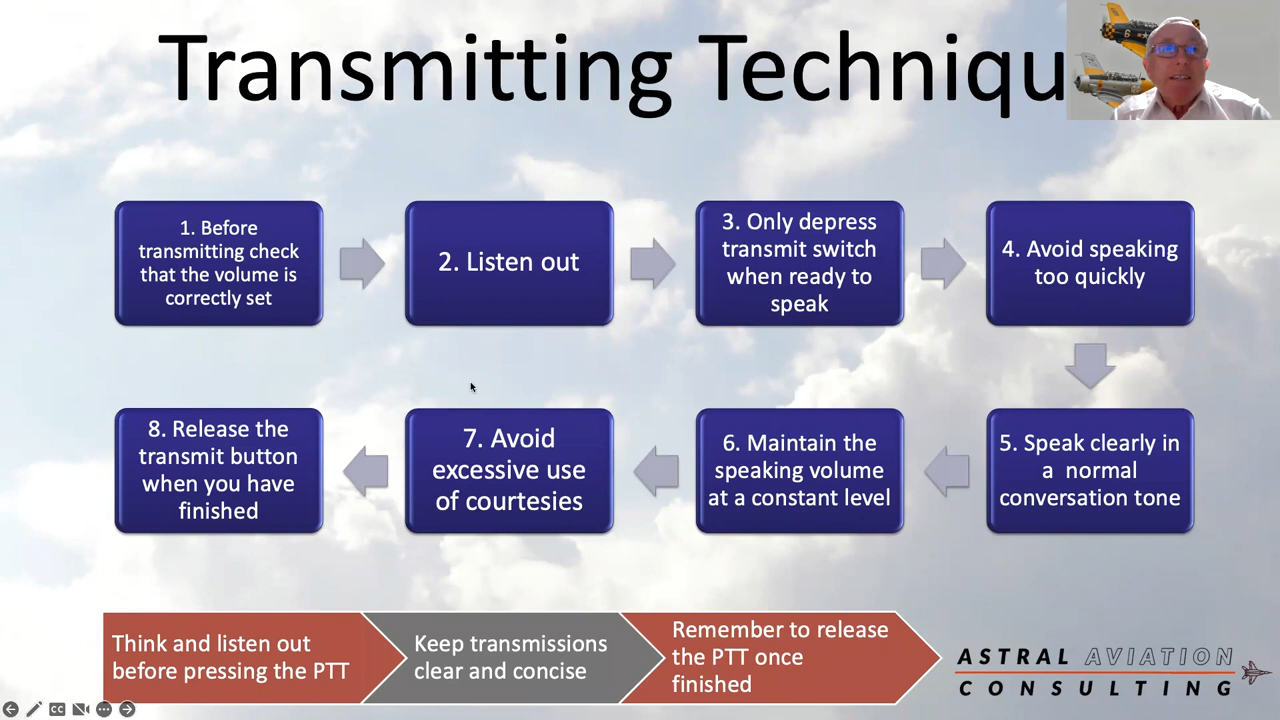 Transmitting Techniqu
1. Before
transmitting check
that the volume is
correctly set
2. Listen out
3. Only depress
transmit switch
when ready to
speak
4. Avoid speaking
too quickly
5. Speak clearly in
a normal
conversation tone
6. Maintain the
speaking volume
at a constant level
7. Avoid
excessive use
of courtesies
8. Release the
transmit button
when you have
finished
Think and listen out
before pressing the PTT
Keep transmissions
clear and concise
Remember to release
the PTT once
finished
ASTRAL AVIATION
CONSULTING
6
CC